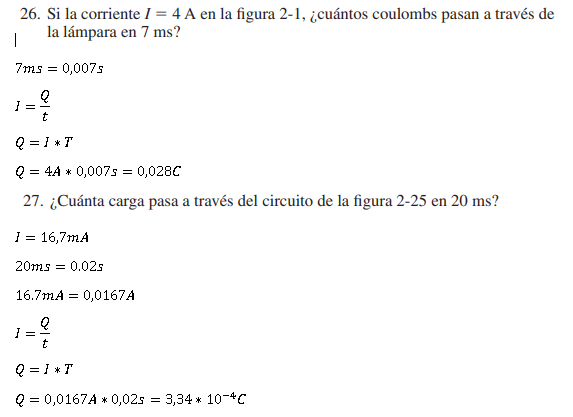 26. Si la corriente I = 4 A en la figura 2-1, ¿cuántos coulombs pasan a través de
la lámpara en 7 ms?
7ms = 0,007s
I = Q/t
Q = I * T
Q = 4A * 0,007s = 0,028C
27. ¿Cuánta carga pasa a través del circuito de la figura 2-25 en 20 ms?
I = 16,7mA
20ms = 0.02s
16.7mA = 0,0167A
I = Q/t
Q = I * T
Q = 0,0167A * 0,02s = 3,34 * 10⁻⁴C